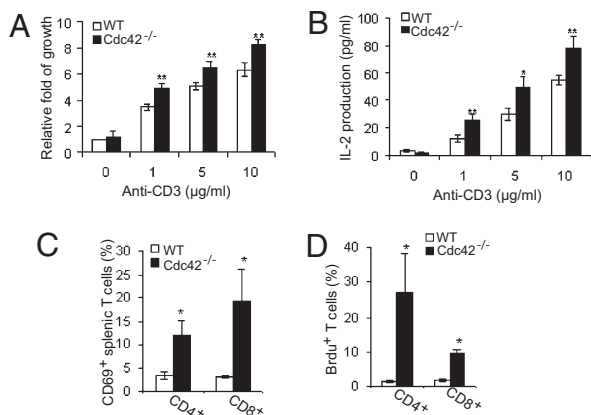 A
Relative fold of growth
10
8
6
4
2
0
WT
Cdc42-/-
**
**
**
0 1 5 10
Anti-CD3 (µg/ml)
B
IL-2 production (pg/ml)
100
80
60
40
20
0
WT
Cdc42-/-
**
*
**
0 1 5 10
Anti-CD3 (µg/ml)
C
CD69+ splenic T cells (%)
30
25
20
15
10
5
0
WT
Cdc42-/-
*
*
CD4+ CD8+
D
Brdu+ T cells (%)
40
30
20
10
0
WT
Cdc42-/-
*
*
CD4+ CD8+